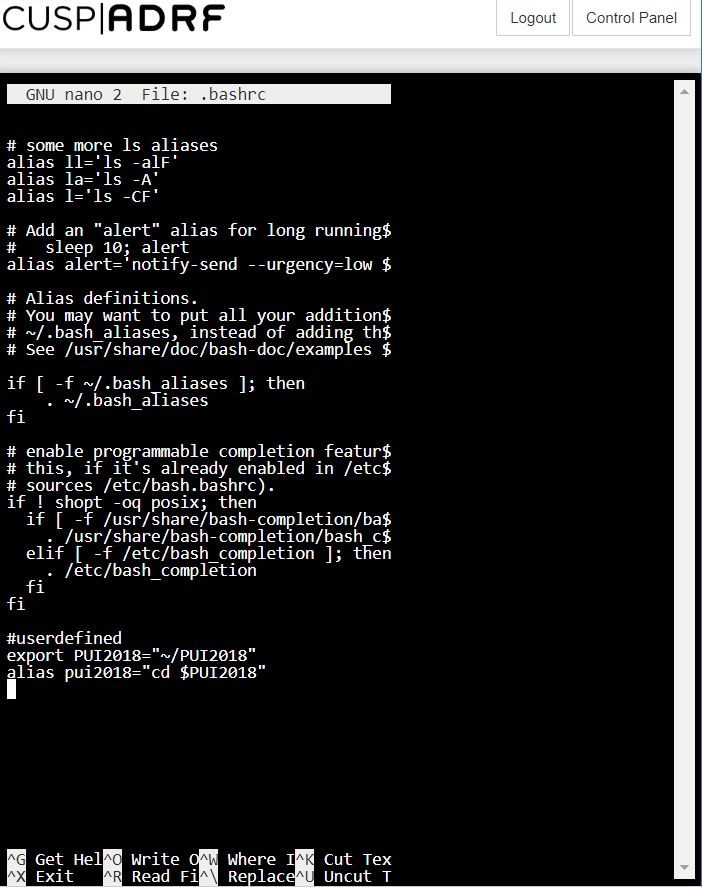 CUSP|ADRF
Logout
Control Panel
GNU nano 2  File: .bashrc
# some more ls aliases
alias ll='ls -alF'
alias la='ls -A'
alias l='ls -CF'
# Add an "alert" alias for long running$
#   sleep 10; alert
alias alert='notify-send --urgency=low $
# Alias definitions.
# You may want to put all your addition$
# ~/.bash_aliases, instead of adding th$
# See /usr/share/doc/bash-doc/examples $
if [ -f ~/.bash_aliases ]; then
    . ~/.bash_aliases
fi
# enable programmable completion featur$
# this, if it's already enabled in /etc$
# sources /etc/bash.bashrc).
if ! shopt -oq posix; then
  if [ -f /usr/share/bash-completion/ba$
    . /usr/share/bash-completion/bash_c$
  elif [ -f /etc/bash_completion ]; then
    . /etc/bash_completion
  fi
fi
#userdefined
export PUI2018="~/PUI2018"
alias pui2018="cd $PUI2018"
^G Get Hel^O Write O^W Where I^K Cut Tex
^X Exit   ^R Read Fi^\ Replace^U Uncut T